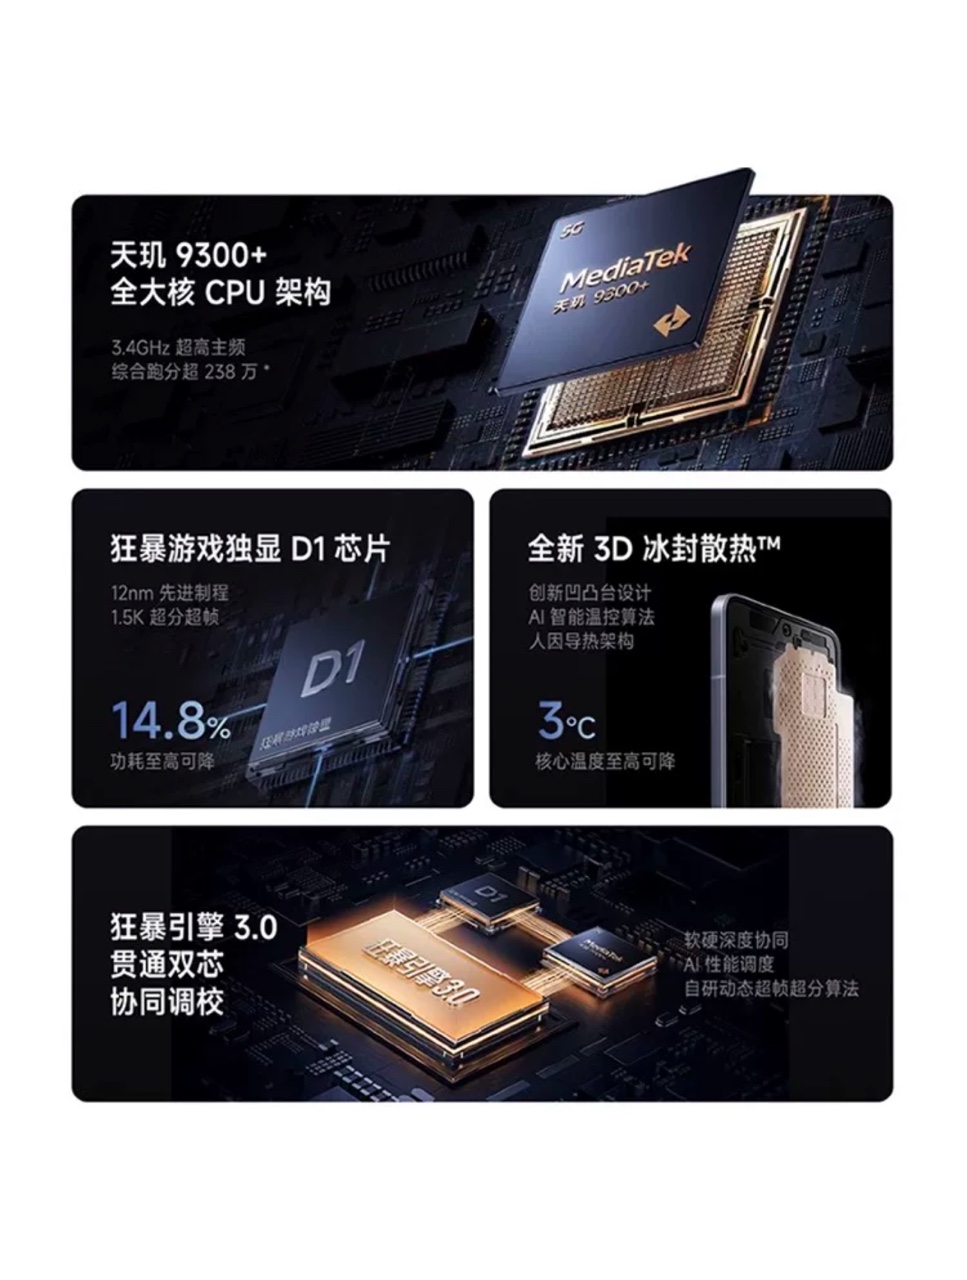 天玑 9300+
全大核 CPU 架构
3.4GHz 超高主频
综合跑分超 238 万*
5G
MediaTek
天玑 9300+
狂暴游戏独显 D1 芯片
12nm 先进制程
1.5K 超分超帧
D1
狂暴游戏独显
14.8%
功耗至高可降
全新 3D 冰封散热™
创新凹凸台设计
AI 智能温控算法
人因导热架构
3℃
核心温度至高可降
狂暴引擎 3.0
贯通双芯
协同调校
D1
MediaTek
狂暴引擎3.0
软硬深度协同
AI 性能调度
自研动态超帧超分算法